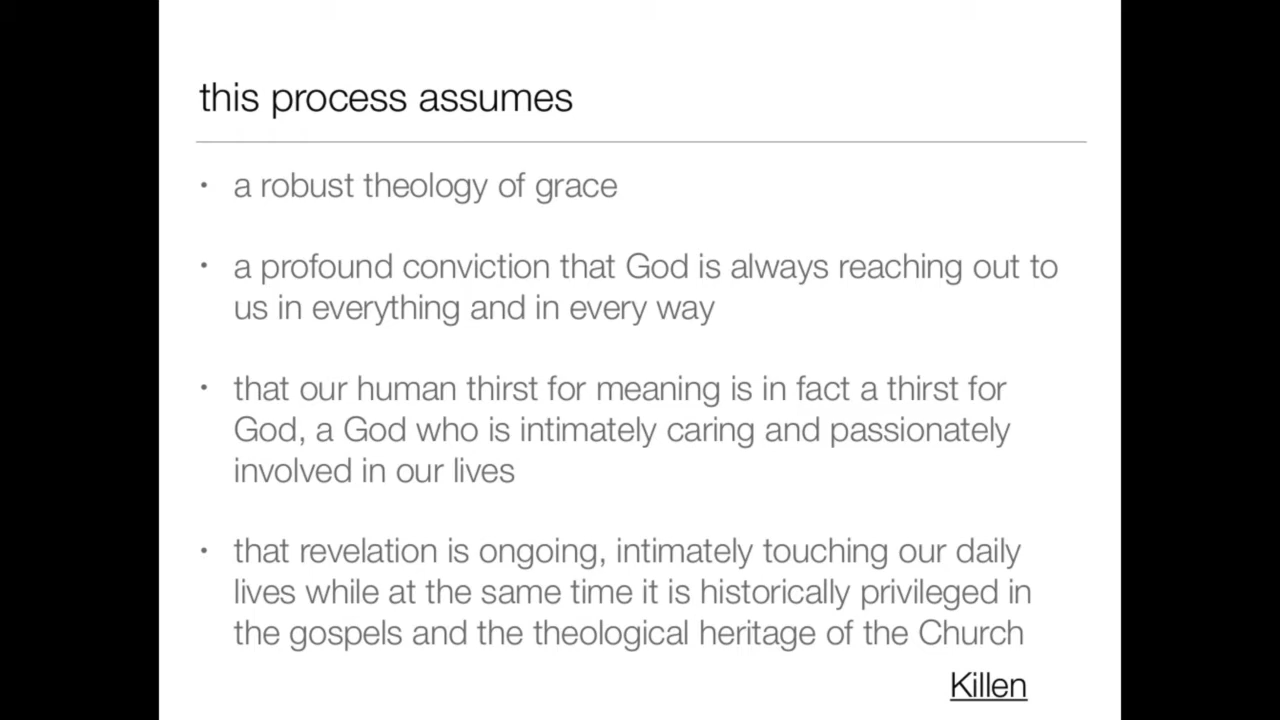 this process assumes
• a robust theology of grace
• a profound conviction that God is always reaching out to
us in everything and in every way
• that our human thirst for meaning is in fact a thirst for
God, a God who is intimately caring and passionately
involved in our lives
• that revelation is ongoing, intimately touching our daily
lives while at the same time it is historically privileged in
the gospels and the theological heritage of the Church
Killen